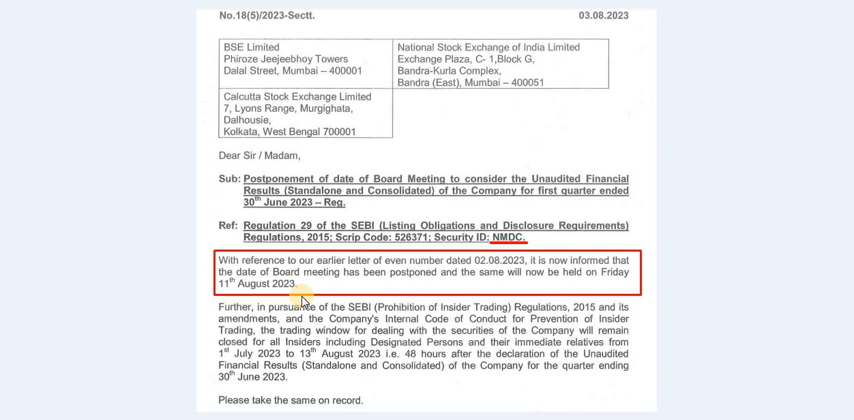 No.18(5)/2023-Sectt. 03.08.2023
BSE Limited
Phiroze Jeejeebhoy Towers
Dalal Street, Mumbai – 400001
National Stock Exchange of India Limited
Exchange Plaza, C- 1,Block G,
Bandra-Kurla Complex,
Bandra (East), Mumbai – 400051
Calcutta Stock Exchange Limited
7, Lyons Range, Murgighata,
Dalhousie,
Kolkata, West Bengal 700001
Dear Sir / Madam,
Sub: Postponement of date of Board Meeting to consider the Unaudited Financial
Results (Standalone and Consolidated) of the Company for first quarter ended
30th June 2023 – Reg.
Ref: Regulation 29 of the SEBI (Listing Obligations and Disclosure Requirements)
Regulations, 2015; Scrip Code: 526371; Security ID: NMDC.
With reference to our earlier letter of even number dated 02.08.2023, it is now informed that
the date of Board meeting has been postponed and the same will now be held on Friday
11th August 2023.
Further, in pursuance of the SEBI (Prohibition of Insider Trading) Regulations, 2015 and its
amendments, and the Company's Internal Code of Conduct for Prevention of Insider
Trading, the trading window for dealing with the securities of the Company will remain
closed for all Insiders including Designated Persons and their immediate relatives from
1st July 2023 to 13th August 2023 i.e. 48 hours after the declaration of the Unaudited
Financial Results (Standalone and Consolidated) of the Company for the quarter ending
30th June 2023.
Please take the same on record.